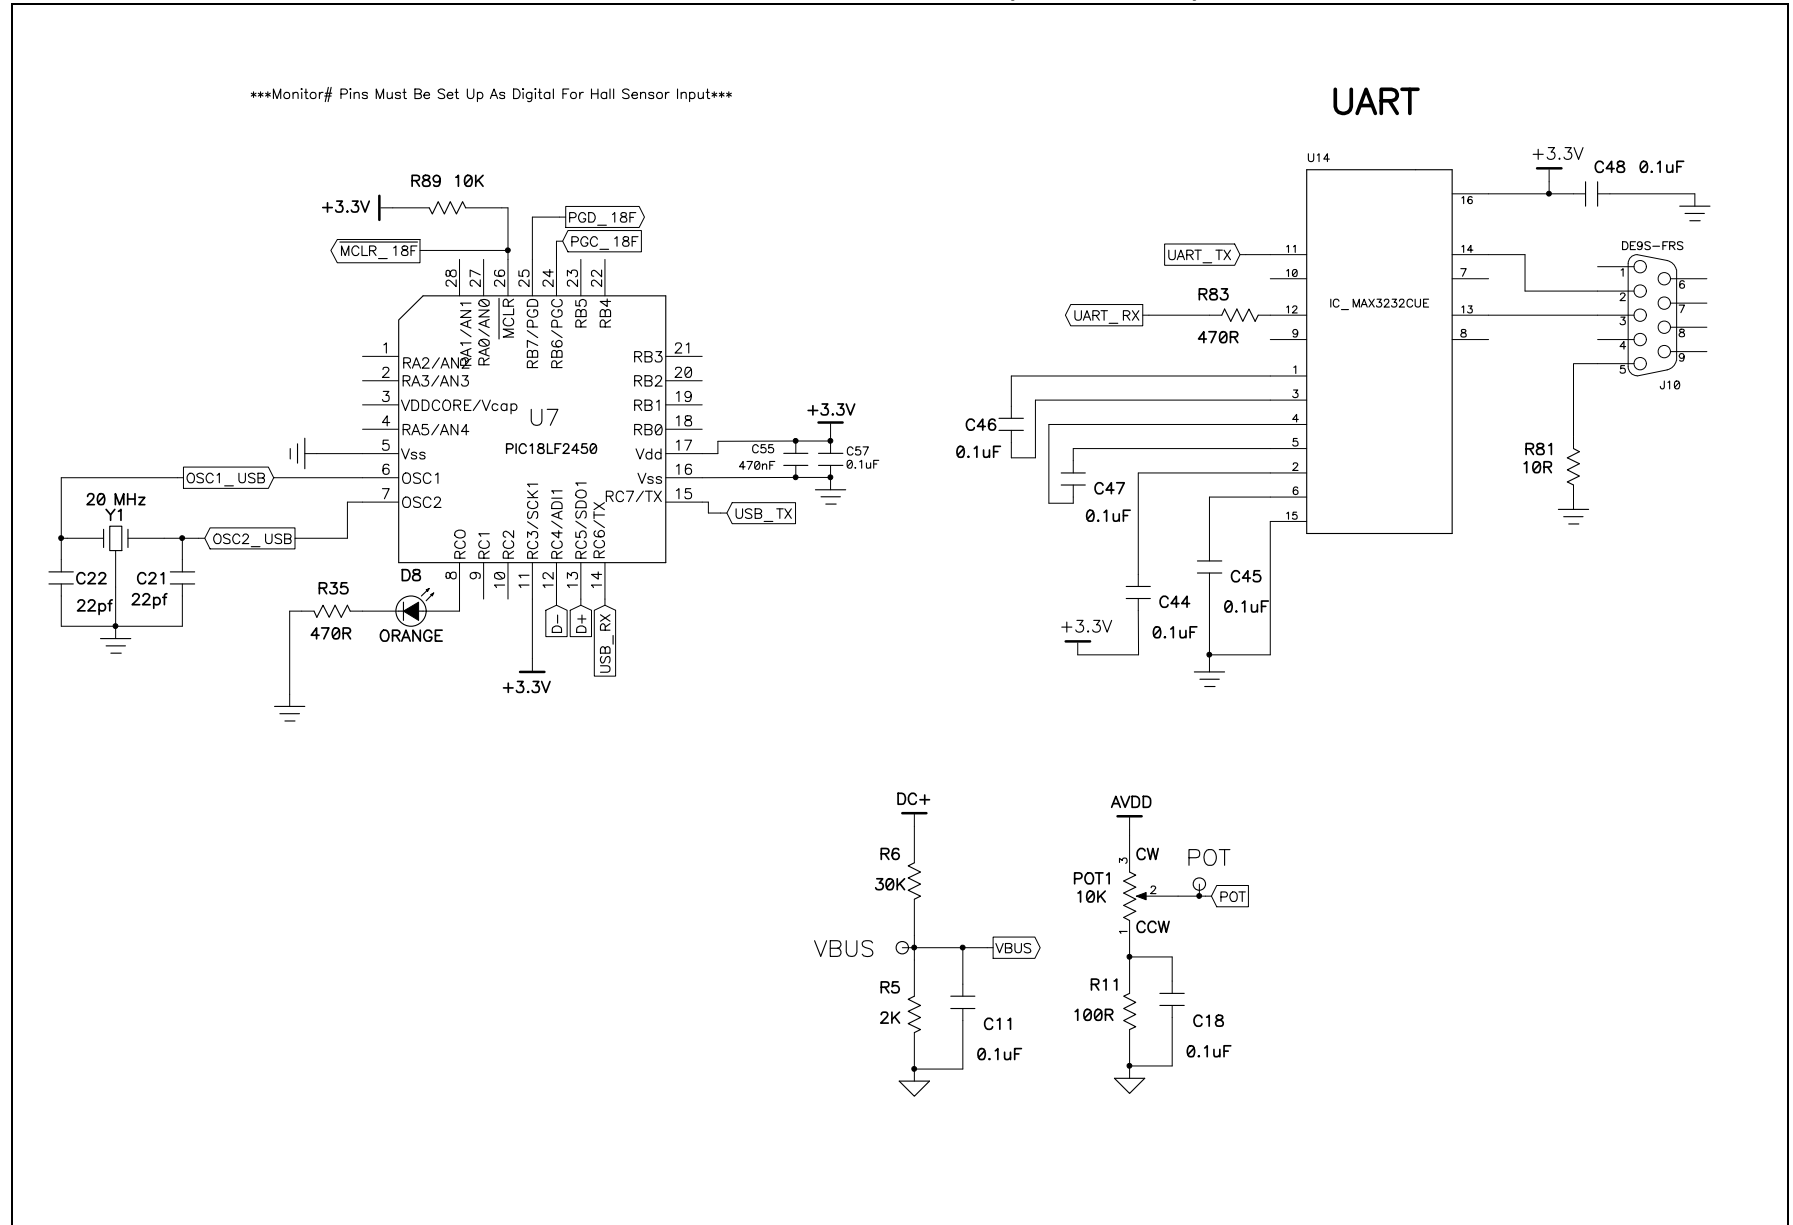 ***Monitor# Pins Must Be Set Up As Digital For Hall Sensor Input***
UART
R89 10K
+3.3V
MCLR_18F
PGD_18F
PGC_18F
28
27
26
25
24
23
22
RA1/AN1
RA0/AN0
MCLR
RB7/PGD
RB6/PGC
RB5
RB4
1
RA2/AN2
2
RA3/AN3
3
VDDCORE/Vcap
4
RA5/AN4
5
Vss
6
OSC1
7
OSC2
U7
PIC18LF2450
RB3
21
RB2
20
RB1
19
RB0
18
Vdd
17
Vss
16
RC7/TX
15
RC0
RC1
RC2
RC3/SCK1
RC4/ADI1
RC5/SDO1
RC6/TX
8
9
10
11
12
13
14
+3.3V
C55
470nF
C57
0.1uF
USB_TX
OSC1_USB
20 MHz
Y1
OSC2_USB
C22
22pf
C21
22pf
R35
470R
D8
ORANGE
D-
D+
USB_RX
+3.3V
U14
IC_MAX3232CUE
+3.3V
C48 0.1uF
16
14
7
13
8
11
10
12
9
1
3
4
5
2
6
15
UART_TX
R83
UART_RX
470R
C46
0.1uF
C47
0.1uF
C45
0.1uF
C44
0.1uF
+3.3V
DE9S-FRS
1
6
2
7
3
8
4
9
5
J10
R81
10R
DC+
R6
30K
VBUS
VBUS
R5
2K
C11
0.1uF
AVDD
3
CW
POT
POT1
10K
2
POT
1
CCW
R11
100R
C18
0.1uF